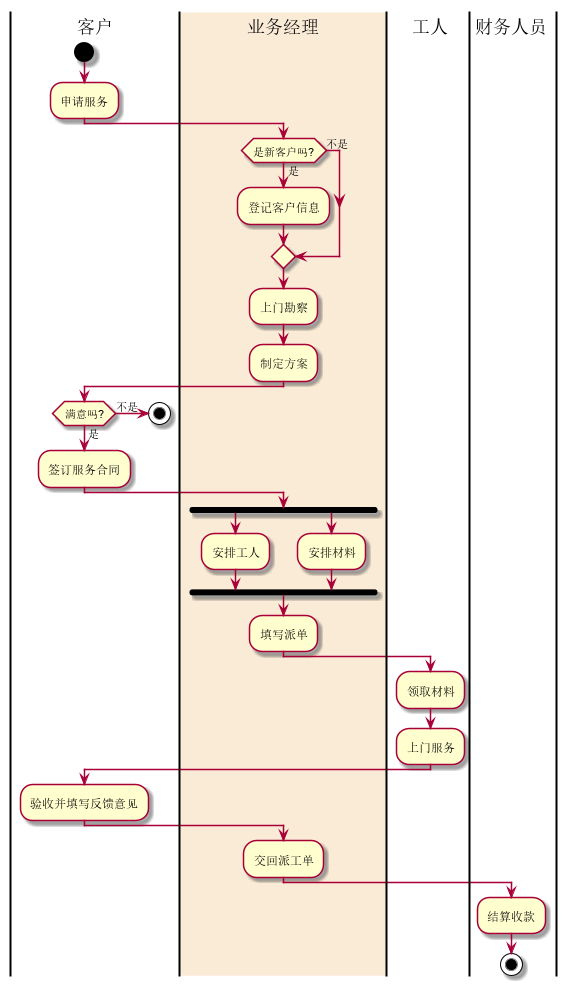 客户 业务经理 工人 财务人员
申请服务
是新客户吗? 不是
是
登记客户信息
上门勘察
制定方案
满意吗? 不是
是
签订服务合同
安排工人 安排材料
填写派单
领取材料
上门服务
验收并填写反馈意见
交回派工单
结算收款